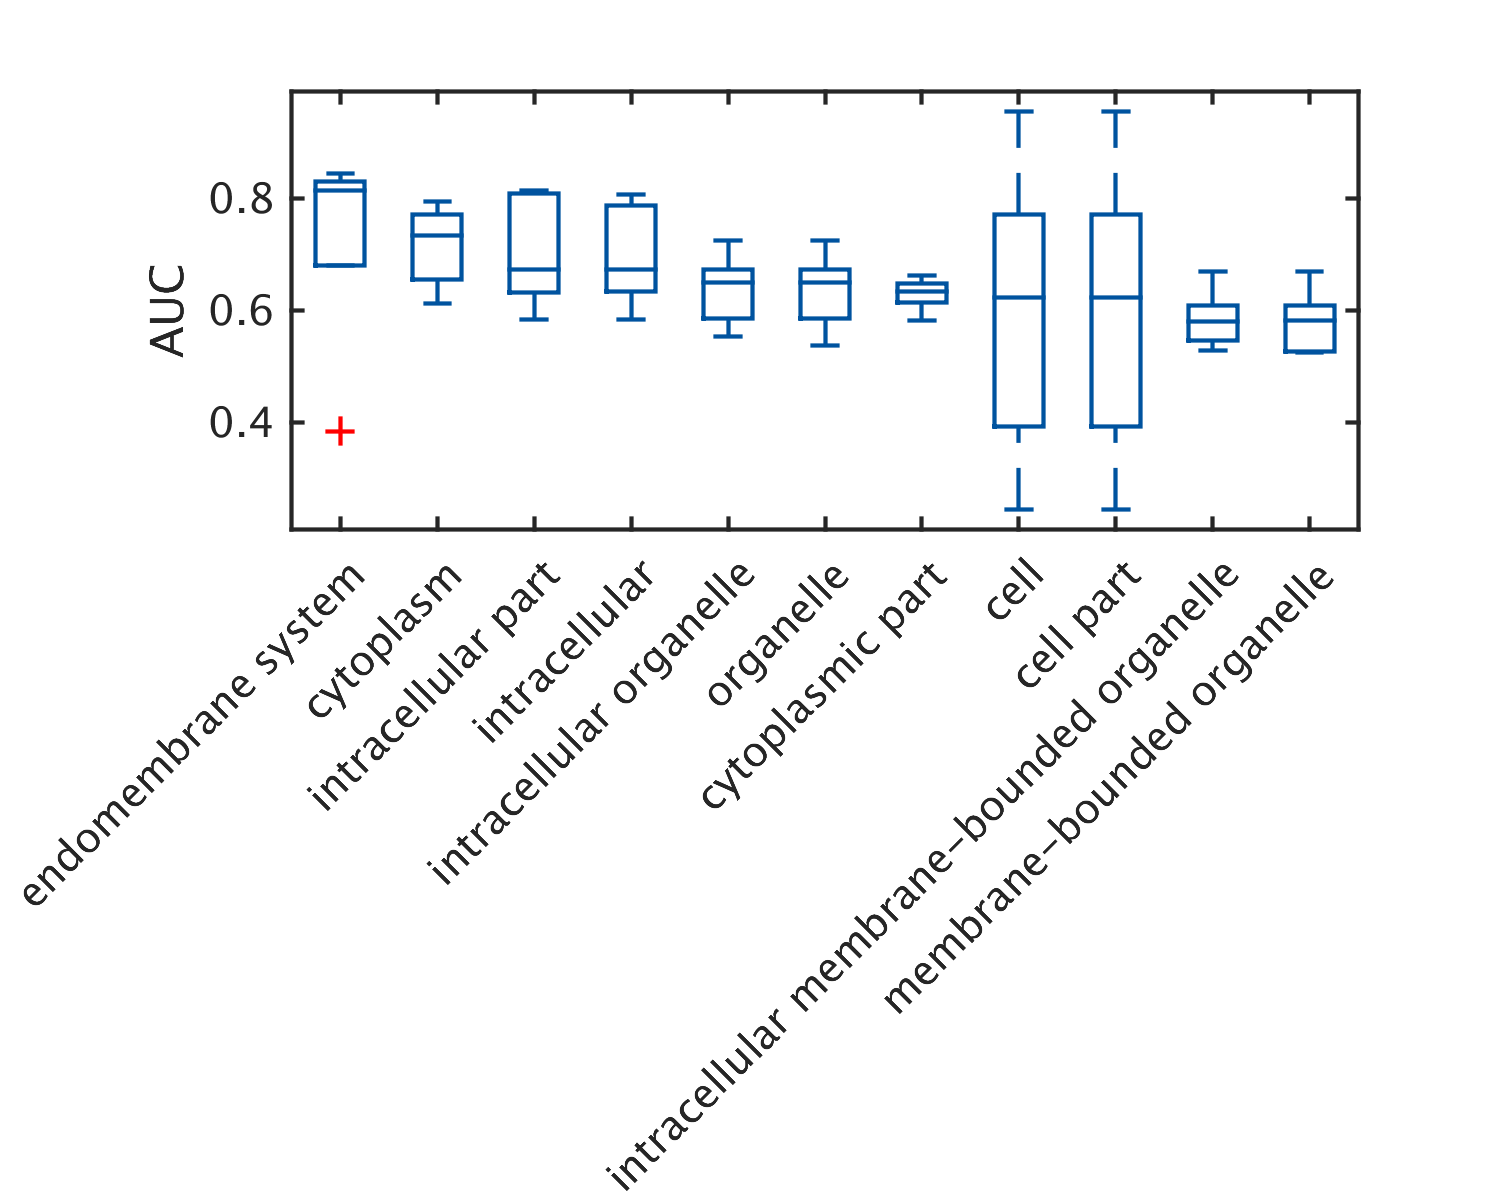 AUC
0.8
0.6
0.4
endomembrane system
cytoplasm
intracellular part
intracellular
intracellular organelle
organelle
cytoplasmic part
cell
cell part
intracellular membrane−bounded organelle
membrane−bounded organelle